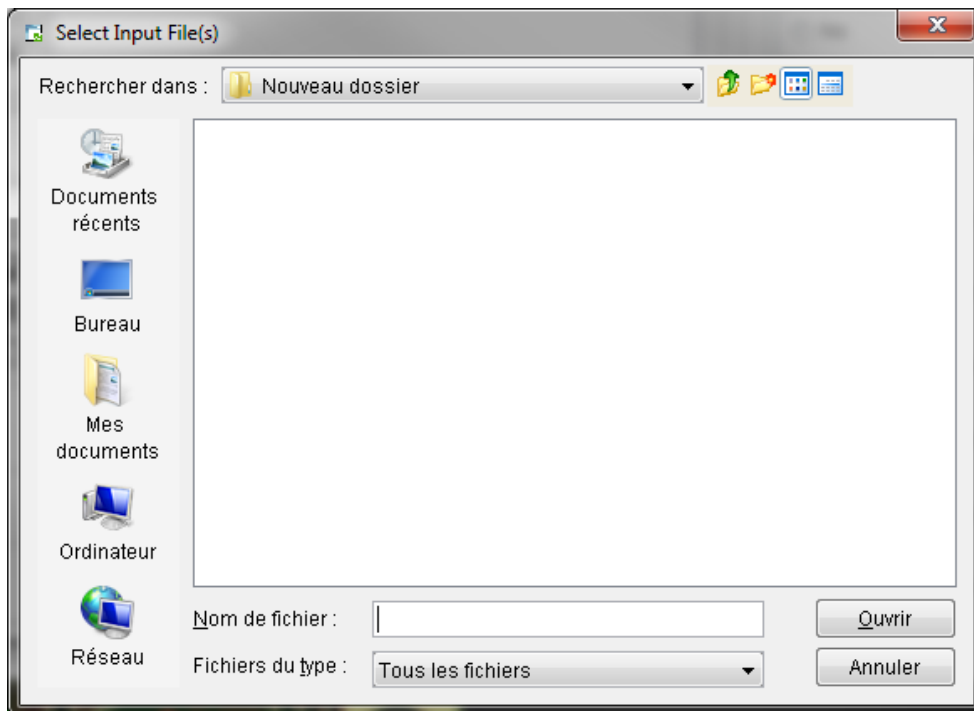 Select Input File(s)
Rechercher dans :
Nouveau dossier
Documents
récents
Bureau
Mes
documents
Ordinateur
Réseau
Nom de fichier :
Ouvrir
Fichiers du type :
Tous les fichiers
Annuler